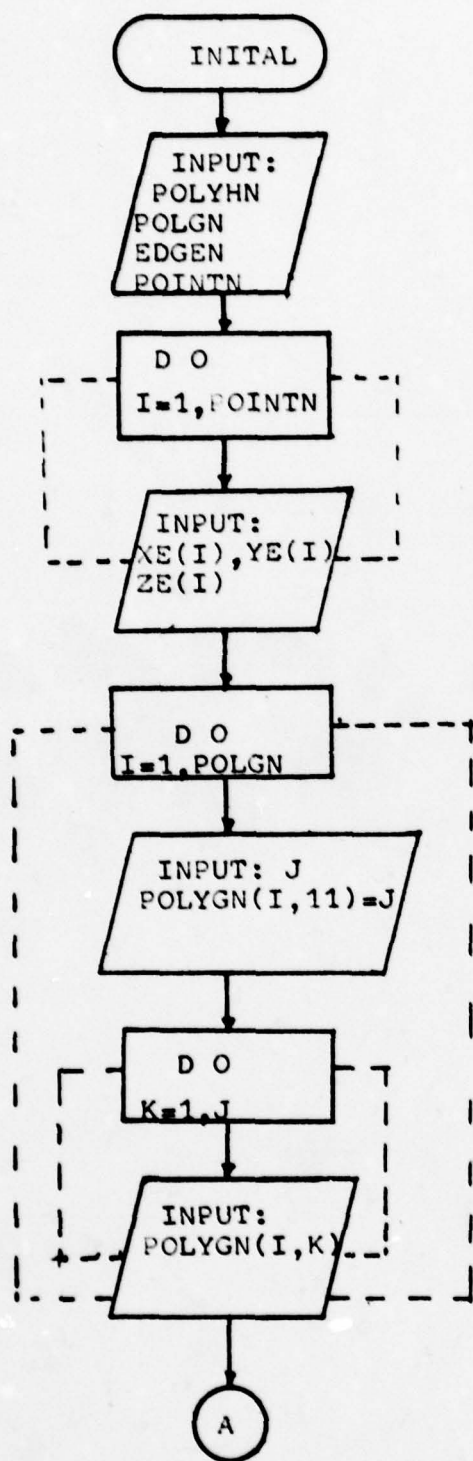 INITAL
INPUT:
POLYHN
POLGN
EDGEN
POINTN
D O
I=1,POINTN
INPUT:
XE(I),YE(I)
ZE(I)
D O
I=1,POLGN
INPUT: J
POLYGN(I,11)=J
D O
K=1,J
INPUT:
POLYGN(I,K)
A